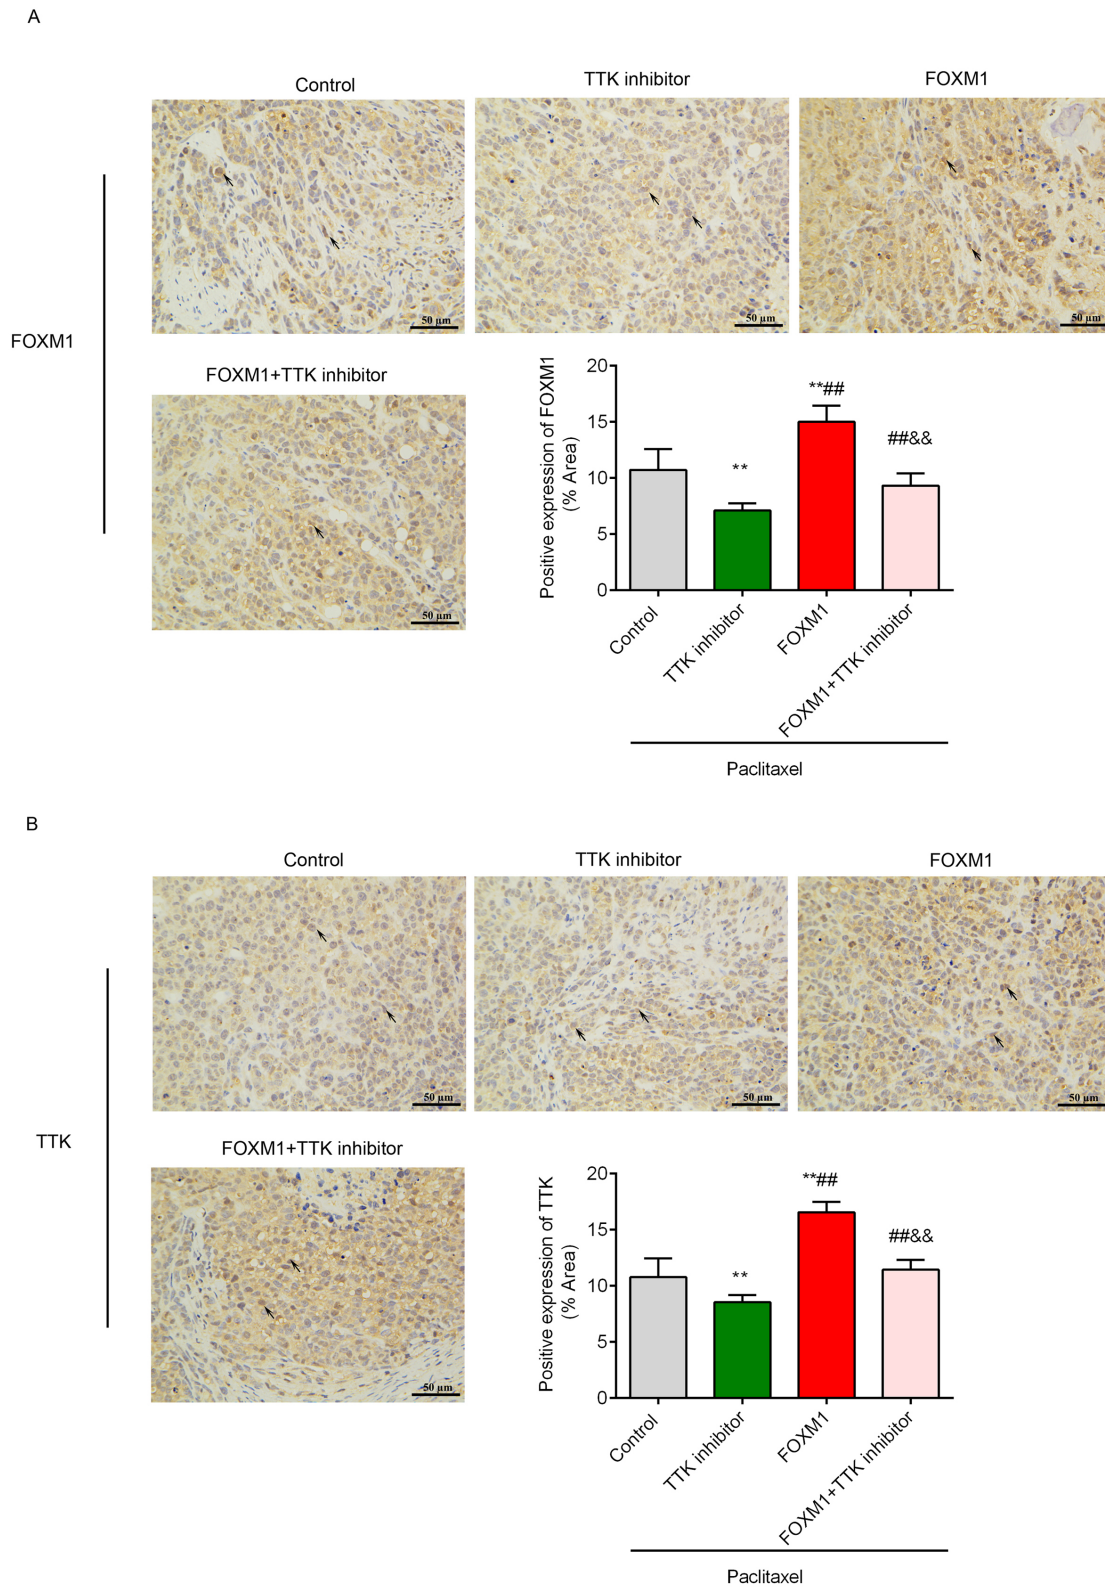 A
Control
TTK inhibitor
FOXM1
50 µm
50 µm
50 µm
FOXM1
FOXM1+TTK inhibitor
50 µm
Positive expression of FOXM1
(% Area)
20
15
10
5
0
**
**##
##&&
Control
TTK inhibitor
FOXM1
FOXM1+TTK inhibitor
Paclitaxel
B
Control
TTK inhibitor
FOXM1
50 µm
50 µm
50 µm
TTK
FOXM1+TTK inhibitor
50 µm
Positive expression of TTK
(% Area)
20
15
10
5
0
**
**##
##&&
Control
TTK inhibitor
FOXM1
FOXM1+TTK inhibitor
Paclitaxel